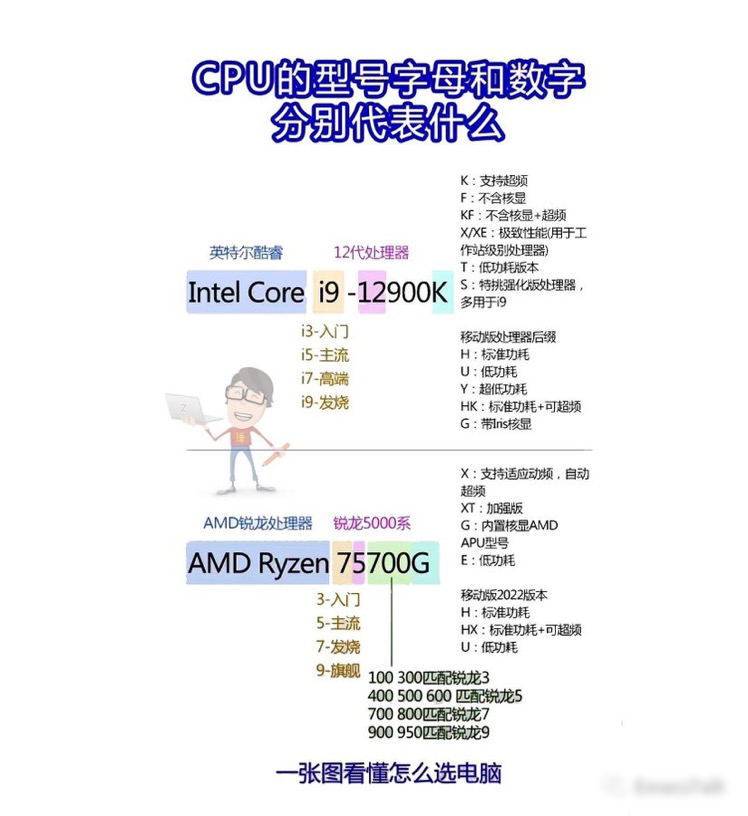 CPU的型号字母和数字
分别代表什么
英特尔酷睿 12代处理器
Intel Core i9 -12900K
i3-入门
i5-主流
i7-高端
i9-发烧
K：支持超频
F：不含核显
KF：不含核显+超频
X/XE：极致性能(用于工
作站级别处理器)
T：低功耗版本
S：特挑强化版处理器，
多用于i9
移动版处理器后缀
H：标准功耗
U：低功耗
Y：超低功耗
HK：标准功耗+可超频
G：带Iris核显
Z
AMD锐龙处理器 锐龙5000系
AMD Ryzen 75700G
3-入门
5-主流
7-发烧
9-旗舰
100 300匹配锐龙3
400 500 600 匹配锐龙5
700 800匹配锐龙7
900 950匹配锐龙9
X：支持适应动频，自动
超频
XT：加强版
G：内置核显AMD
APU型号
E：低功耗
移动版2022版本
H：标准功耗
HX：标准功耗+可超频
U：低功耗
一张图看懂怎么选电脑